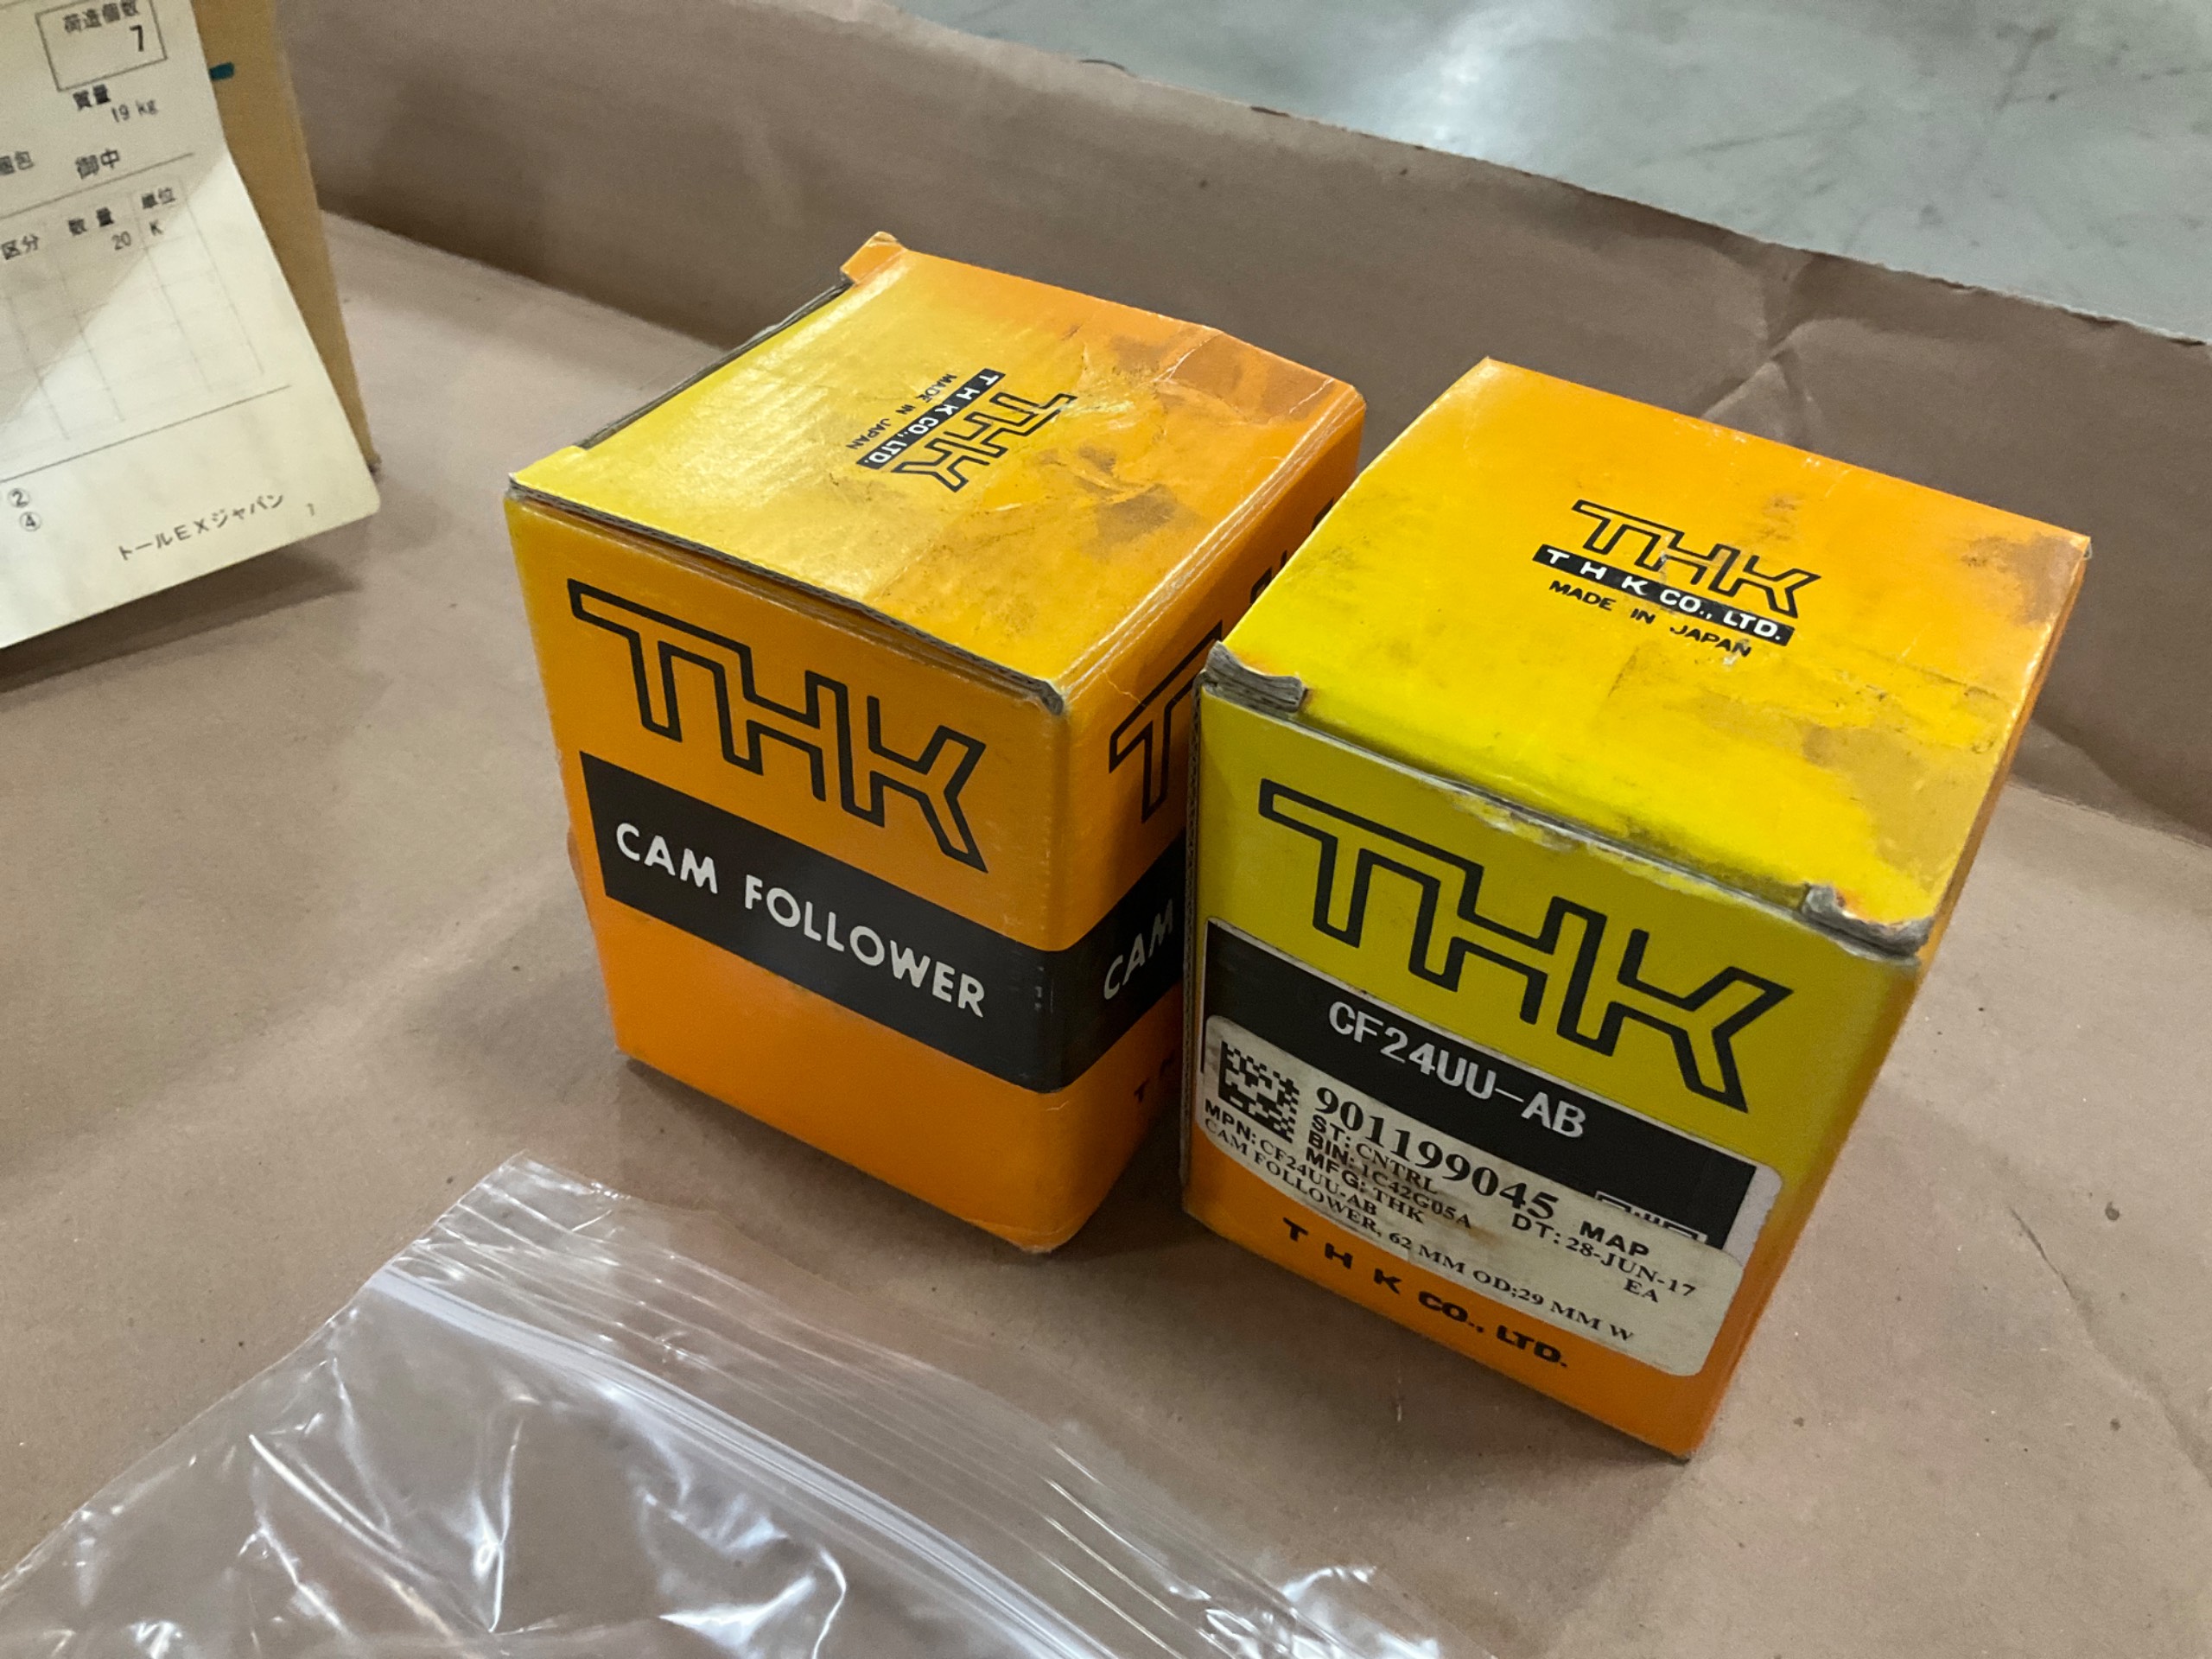 荷造個数
7
質量
19 kg
梱包 御中
区分 数量 単位
20 K
②
④
トールEXジャパン
THK
THK CO., LTD.
MADE IN JAPAN
THK
CAM FOLLOWER
CAM
THK
THK CO., LTD.
MADE IN JAPAN
THK
CF24UU-AB
901199045 MAP
ST: CNTRL DT: 28-JUN-17
BIN: 1C42G05A EA
MFG: THK
MPN: CF24UU-AB
CAM FOLLOWER, 62 MM OD;29 MM W
THK CO., LTD.